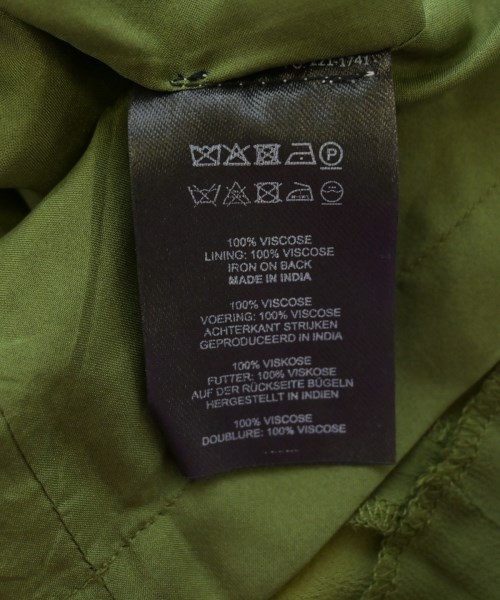 121-1741
P
100% VISCOSE
LINING: 100% VISCOSE
IRON ON BACK
MADE IN INDIA
100% VISCOSE
VOERING: 100% VISCOSE
ACHTERKANT STRIJKEN
GEPRODUCEERD IN INDIA
100% VISKOSE
FUTTER: 100% VISKOSE
AUF DER RÜCKSEITE BÜGELN
HERGESTELLT IN INDIEN
100% VISCOSE
DOUBLURE: 100% VISCOSE